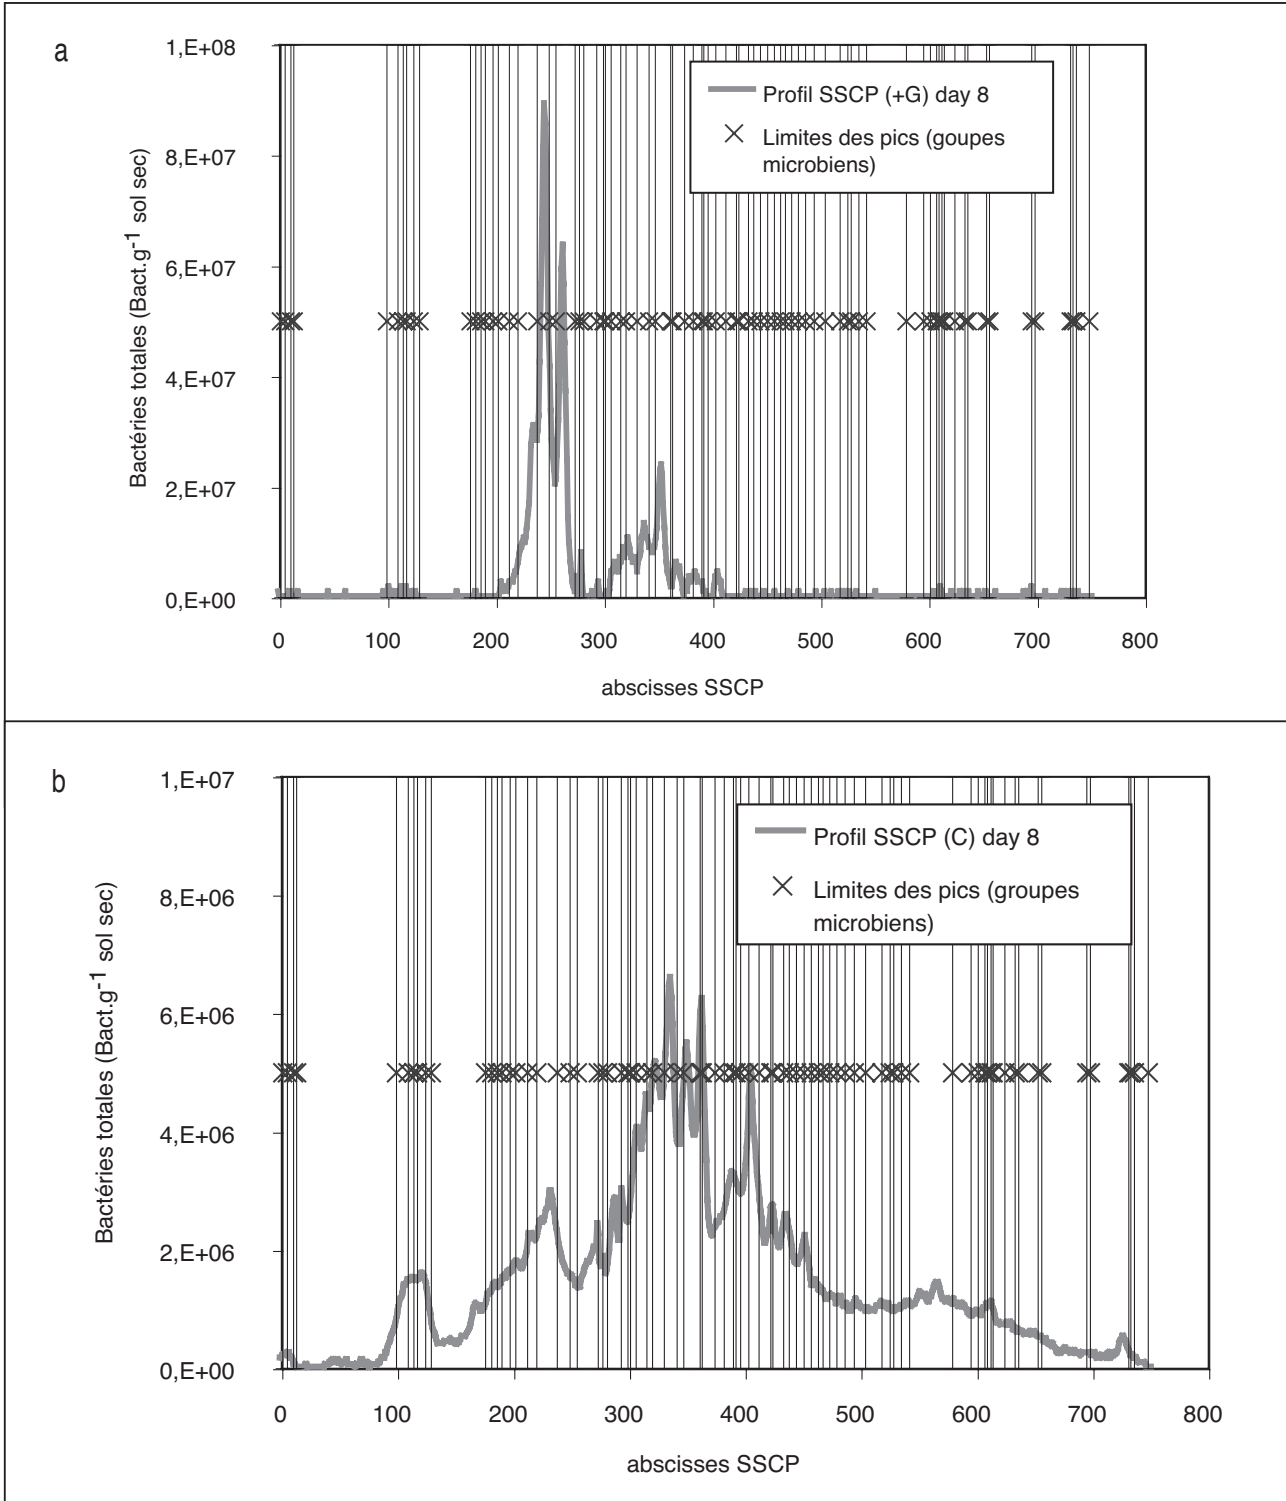 a
1,E+08
8,E+07
6,E+07
4,E+07
2,E+07
0,E+00
Bactéries totales (Bact.g-1 sol sec)
Profil SSCP (+G) day 8
Limites des pics (goupes
microbiens)
0 100 200 300 400 500 600 700 800
abscisses SSCP
b
1,E+07
8,E+06
6,E+06
4,E+06
2,E+06
0,E+00
Bactéries totales (Bact.g-1 sol sec)
Profil SSCP (C) day 8
Limites des pics (groupes
microbiens)
0 100 200 300 400 500 600 700 800
abscisses SSCP